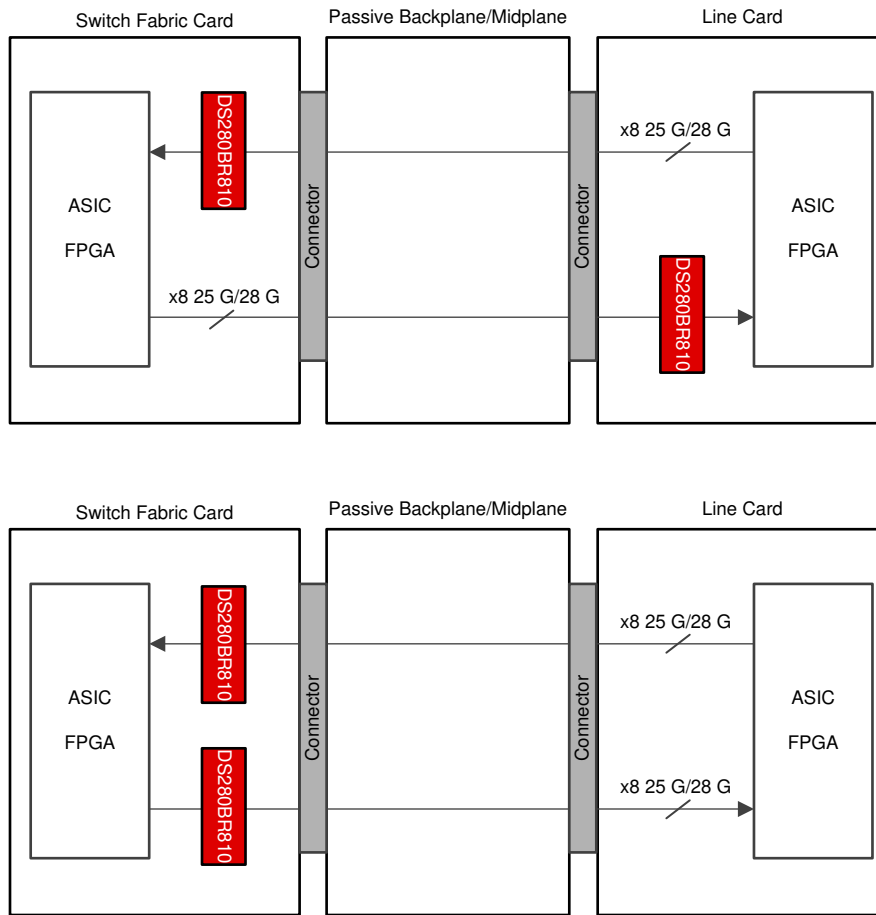 Switch Fabric Card
Passive Backplane/Midplane
Line Card
DS280BR810
x8 25 G/28 G
ASIC
FPGA
Connector
Connector
ASIC
FPGA
x8 25 G/28 G
DS280BR810
Switch Fabric Card
Passive Backplane/Midplane
Line Card
DS280BR810
x8 25 G/28 G
ASIC
FPGA
Connector
Connector
ASIC
FPGA
DS280BR810
x8 25 G/28 G